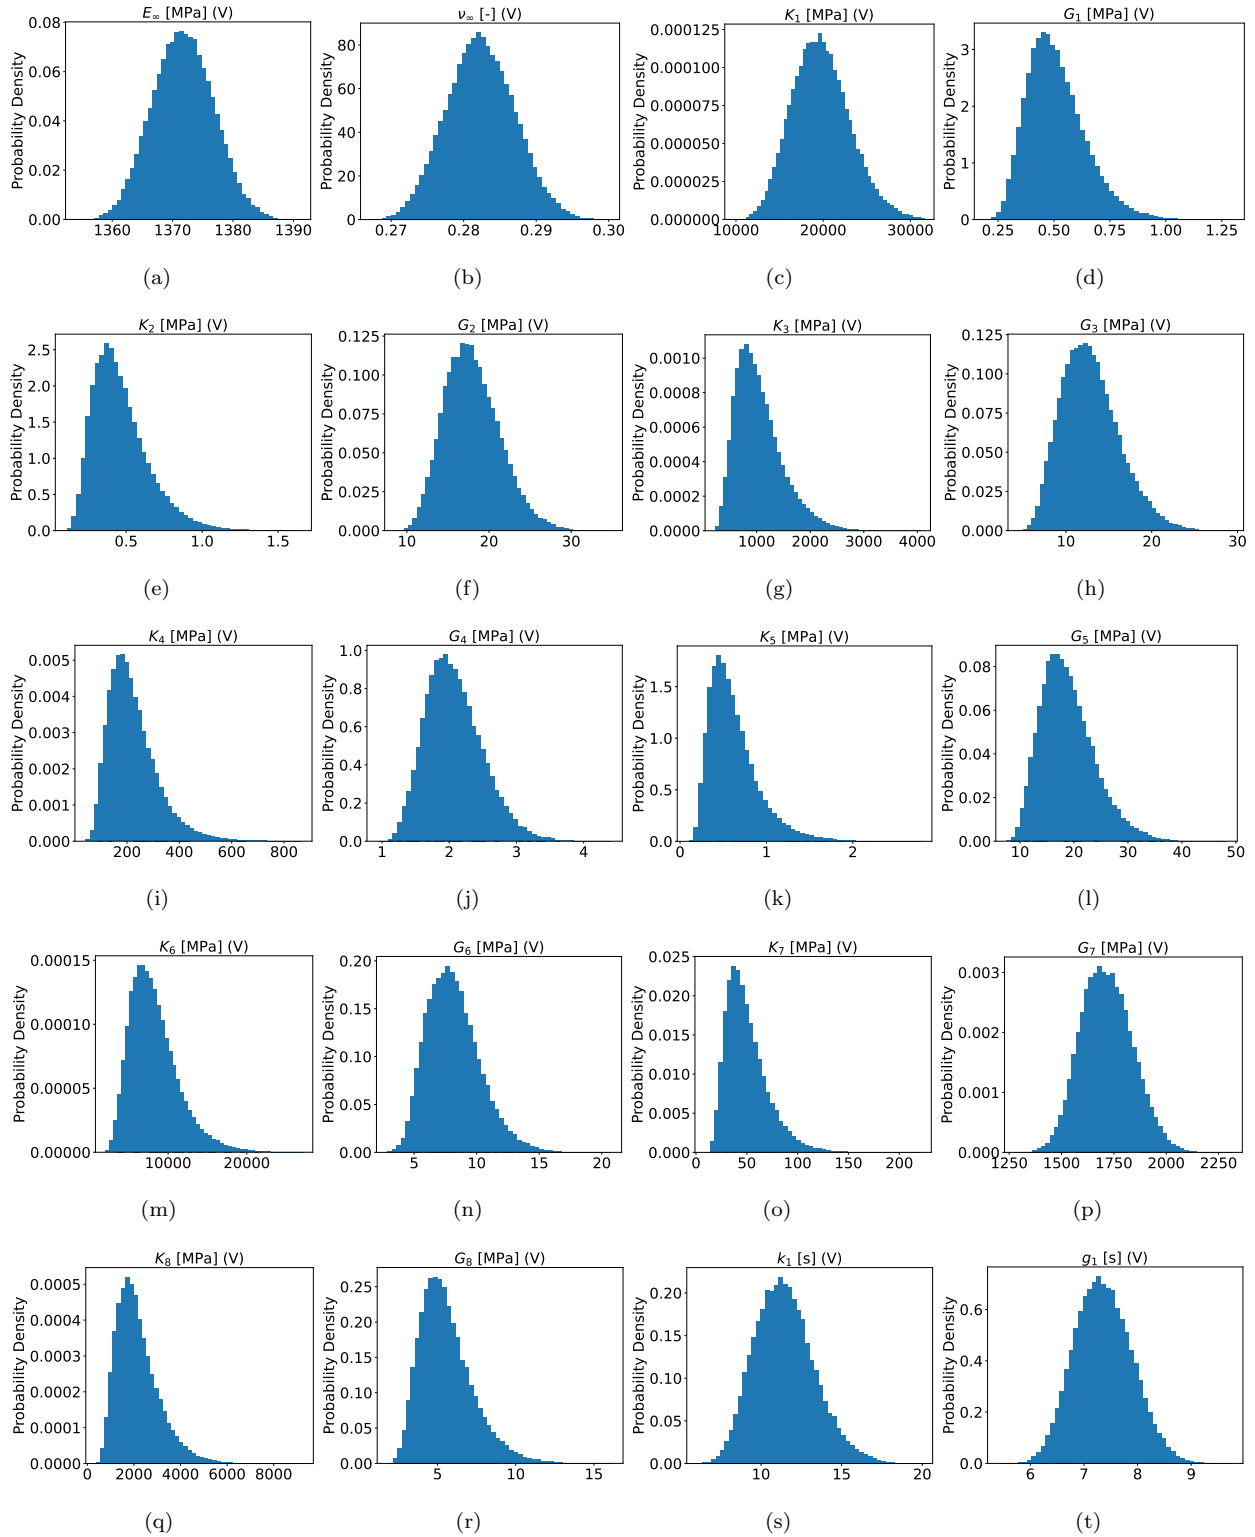 E∞ [MPa] (V)
Probability Density
0.08
0.06
0.04
0.02
0.00
1360 1370 1380 1390
(a)
ν∞ [-] (V)
Probability Density
80
60
40
20
0
0.27 0.28 0.29 0.30
(b)
K₁ [MPa] (V)
Probability Density
0.000125
0.000100
0.000075
0.000050
0.000025
0.000000
10000 20000 30000
(c)
G₁ [MPa] (V)
Probability Density
3
2
1
0
0.25 0.50 0.75 1.00 1.25
(d)
K₂ [MPa] (V)
Probability Density
2.5
2.0
1.5
1.0
0.5
0.0
0.5 1.0 1.5
(e)
G₂ [MPa] (V)
Probability Density
0.125
0.100
0.075
0.050
0.025
0.000
10 20 30
(f)
K₃ [MPa] (V)
Probability Density
0.0010
0.0008
0.0006
0.0004
0.0002
0.0000
1000 2000 3000 4000
(g)
G₃ [MPa] (V)
Probability Density
0.125
0.100
0.075
0.050
0.025
0.000
10 20 30
(h)
K₄ [MPa] (V)
Probability Density
0.005
0.004
0.003
0.002
0.001
0.000
200 400 600 800
(i)
G₄ [MPa] (V)
Probability Density
1.0
0.8
0.6
0.4
0.2
0.0
1 2 3 4
(j)
K₅ [MPa] (V)
Probability Density
1.5
1.0
0.5
0.0
0 1 2
(k)
G₅ [MPa] (V)
Probability Density
0.08
0.06
0.04
0.02
0.00
10 20 30 40 50
(l)
K₆ [MPa] (V)
Probability Density
0.00015
0.00010
0.00005
0.00000
10000 20000
(m)
G₆ [MPa] (V)
Probability Density
0.20
0.15
0.10
0.05
0.00
5 10 15 20
(n)
K₇ [MPa] (V)
Probability Density
0.025
0.020
0.015
0.010
0.005
0.000
0 50 100 150 200
(o)
G₇ [MPa] (V)
Probability Density
0.003
0.002
0.001
0.000
1250 1500 1750 2000 2250
(p)
K₈ [MPa] (V)
Probability Density
0.0005
0.0004
0.0003
0.0002
0.0001
0.0000
0 2000 4000 6000 8000
(q)
G₈ [MPa] (V)
Probability Density
0.25
0.20
0.15
0.10
0.05
0.00
5 10 15
(r)
k₁ [s] (V)
Probability Density
0.20
0.15
0.10
0.05
0.00
10 15 20
(s)
g₁ [s] (V)
Probability Density
0.6
0.4
0.2
0.0
6 7 8 9
(t)